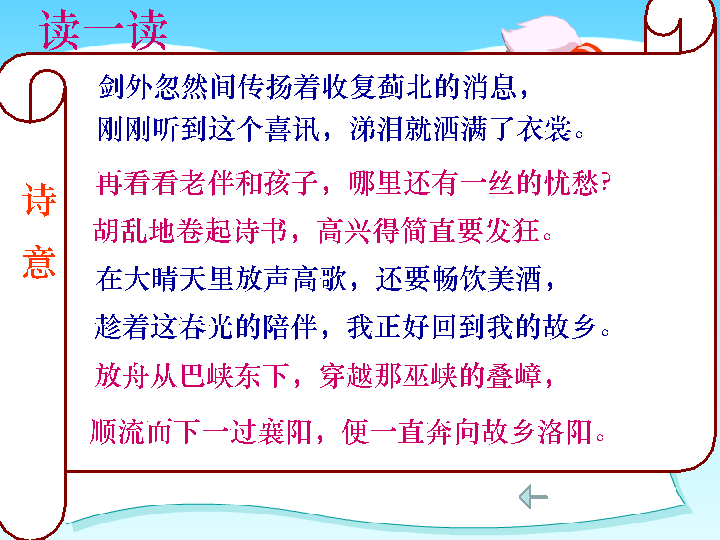 读一读
诗意
剑外忽然间传扬着收复蓟北的消息，
刚刚听到这个喜讯，涕泪就洒满了衣裳。
再看看老伴和孩子，哪里还有一丝的忧愁?
胡乱地卷起诗书，高兴得简直要发狂。
在大晴天里放声高歌，还要畅饮美酒，
趁着这春光的陪伴，我正好回到我的故乡。
放舟从巴峡东下，穿越那巫峡的叠嶂，
顺流而下一过襄阳，便一直奔向故乡洛阳。